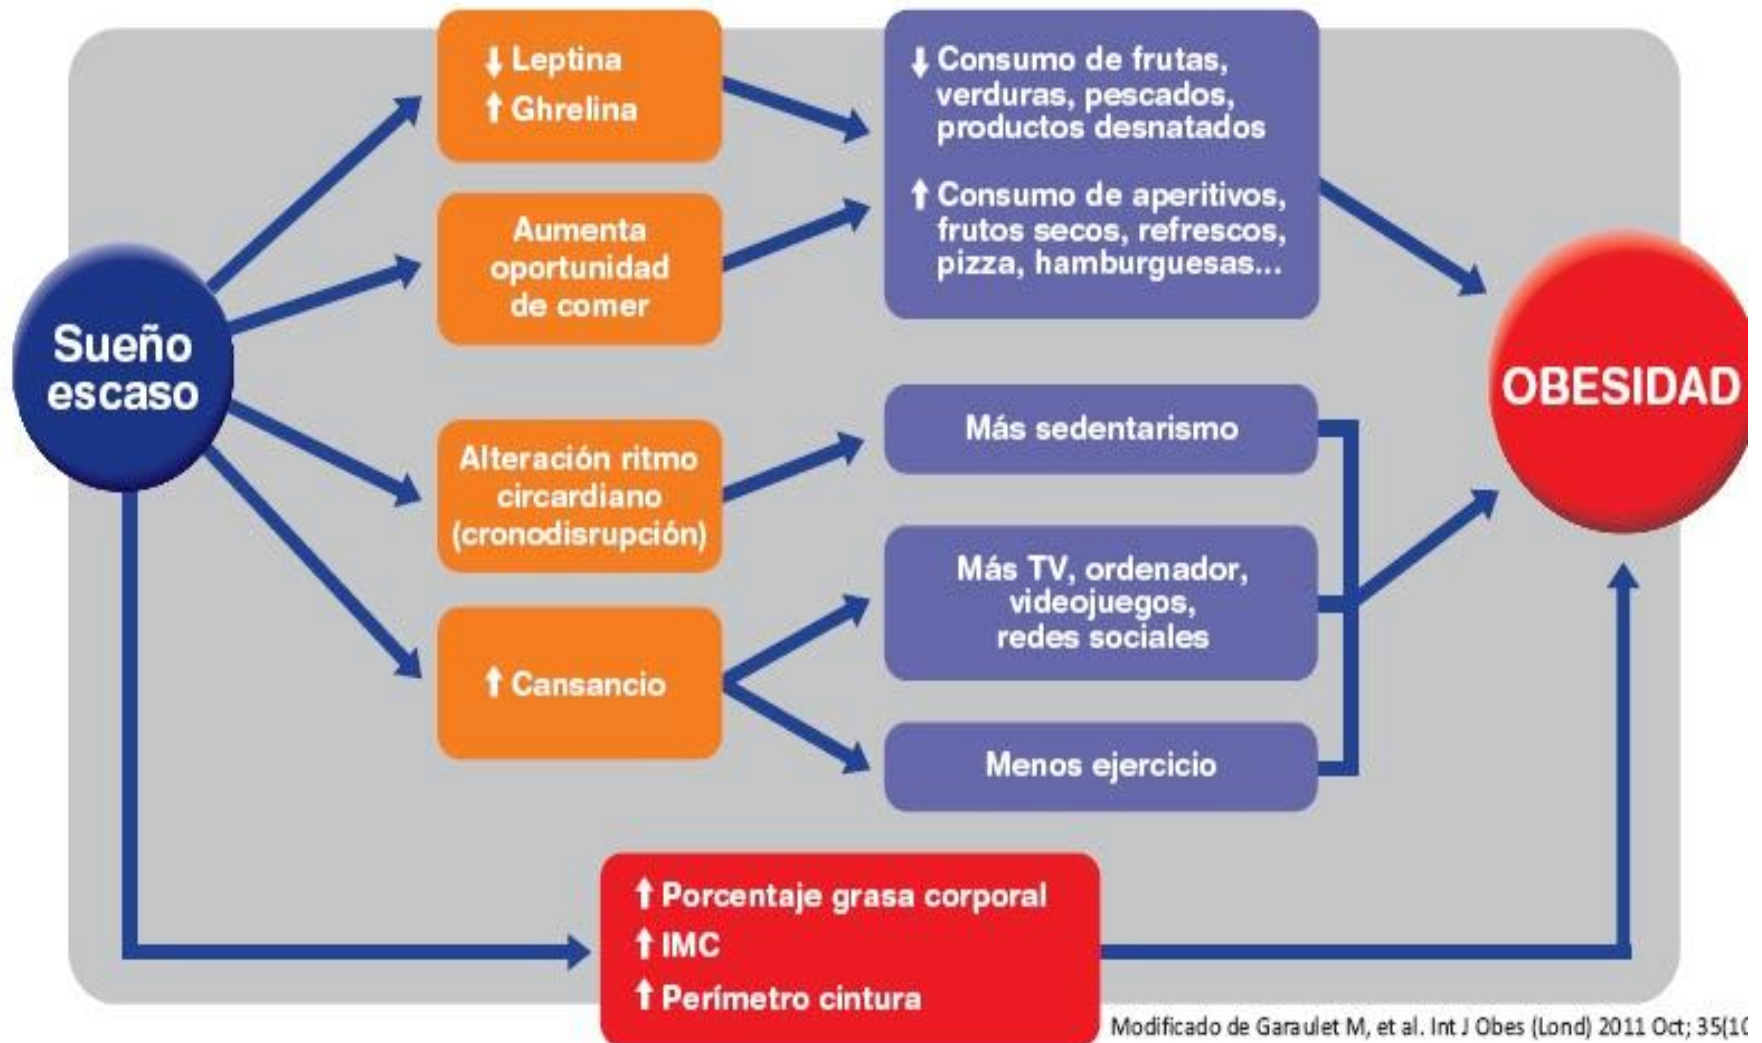 Sueño
escaso
↓ Leptina
↑ Ghrelina
Aumenta
oportunidad
de comer
Alteración ritmo
circardiano
(cronodisrupción)
↑ Cansancio
↓ Consumo de frutas,
verduras, pescados,
productos desnatados
↑ Consumo de aperitivos,
frutos secos, refrescos,
pizza, hamburguesas...
Más sedentarismo
Más TV, ordenador,
videojuegos,
redes sociales
Menos ejercicio
↑ Porcentaje grasa corporal
↑ IMC
↑ Perímetro cintura
OBESIDAD
Modificado de Garaulet M, et al. Int J Obes (Lond) 2011 Oct; 35(10